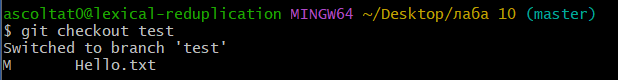 ascoltat0@lexical-reduplication MINGW64 ~/Desktop/лаба 10 (master)
$ git checkout test
Switched to branch 'test'
M       Hello.txt